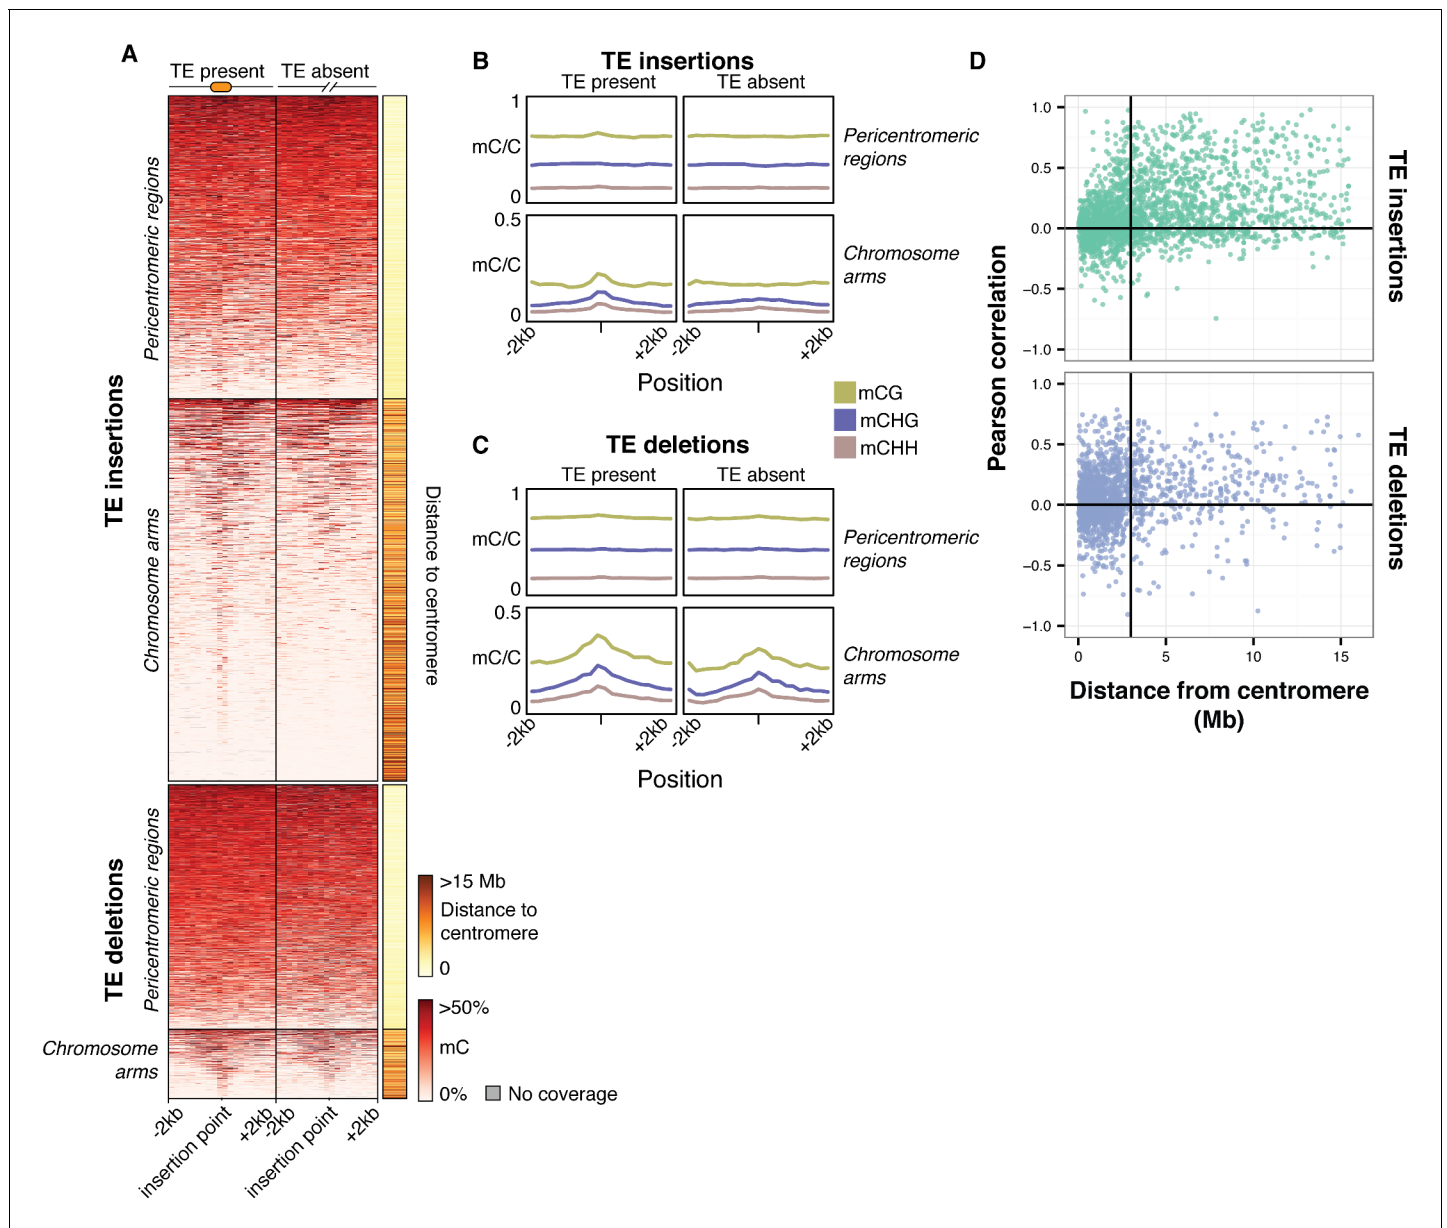 A
TE present
TE absent
TE insertions
Pericentromeric regions
Chromosome arms
TE deletions
Pericentromeric regions
Chromosome
arms
Distance to centromere
-2kb
insertion point
+2kb
-2kb
insertion point
+2kb
>15 Mb
Distance to
centromere
0
>50%
mC
0%
No coverage
B
TE insertions
TE present
TE absent
1
mC/C
0
Pericentromeric
regions
0.5
mC/C
0
Chromosome
arms
-2kb
+2kb
-2kb
+2kb
Position
mCG
mCHG
mCHH
C
TE deletions
TE present
TE absent
1
mC/C
0
Pericentromeric
regions
0.5
mC/C
0
Chromosome
arms
-2kb
+2kb
-2kb
+2kb
Position
D
Pearson correlation
1.0
0.5
0.0
−0.5
−1.0
TE insertions
1.0
0.5
0.0
−0.5
−1.0
TE deletions
0
5
10
15
Distance from centromere
(Mb)